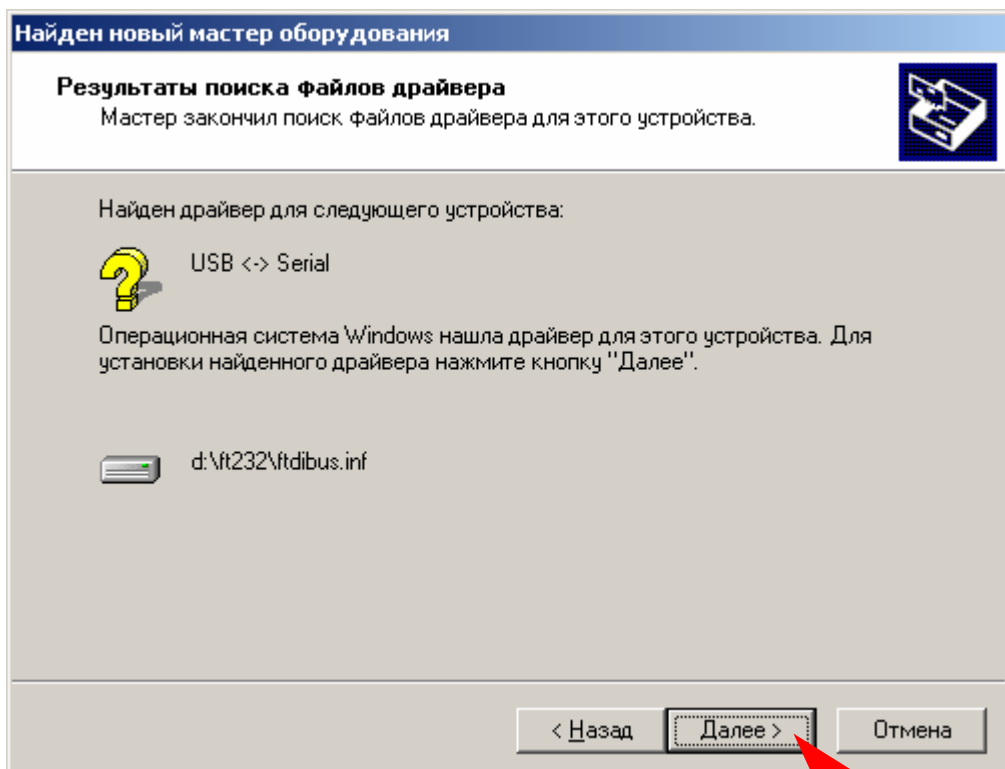 Найден новый мастер оборудования
Результаты поиска файлов драйвера
Мастер закончил поиск файлов драйвера для этого устройства.
Найден драйвер для следующего устройства:
USB <-> Serial
Операционная система Windows нашла драйвер для этого устройства. Для
установки найденного драйвера нажмите кнопку "Далее".
d:\ft232\ftdibus.inf
< Назад Далее > Отмена